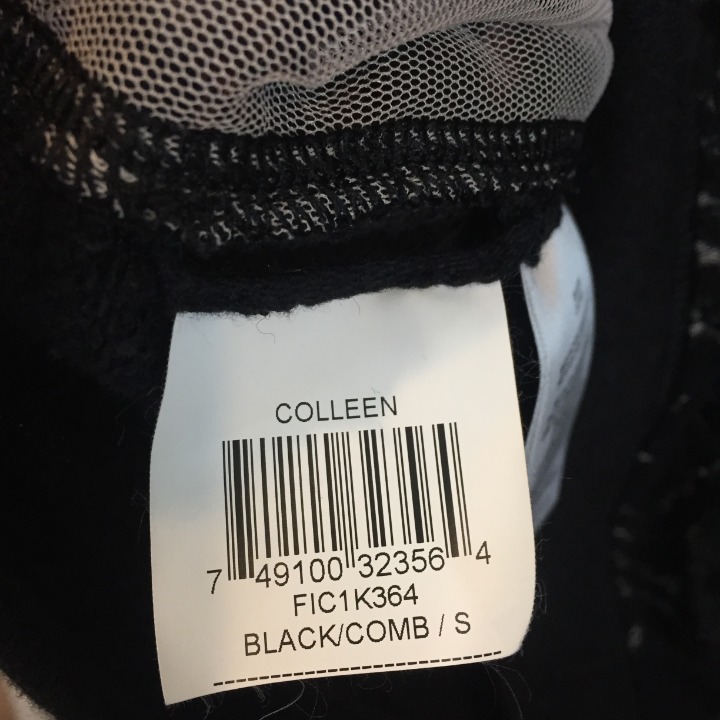 COLLEEN
7 49100 32356 4
FIC1K364
BLACK/COMB / S